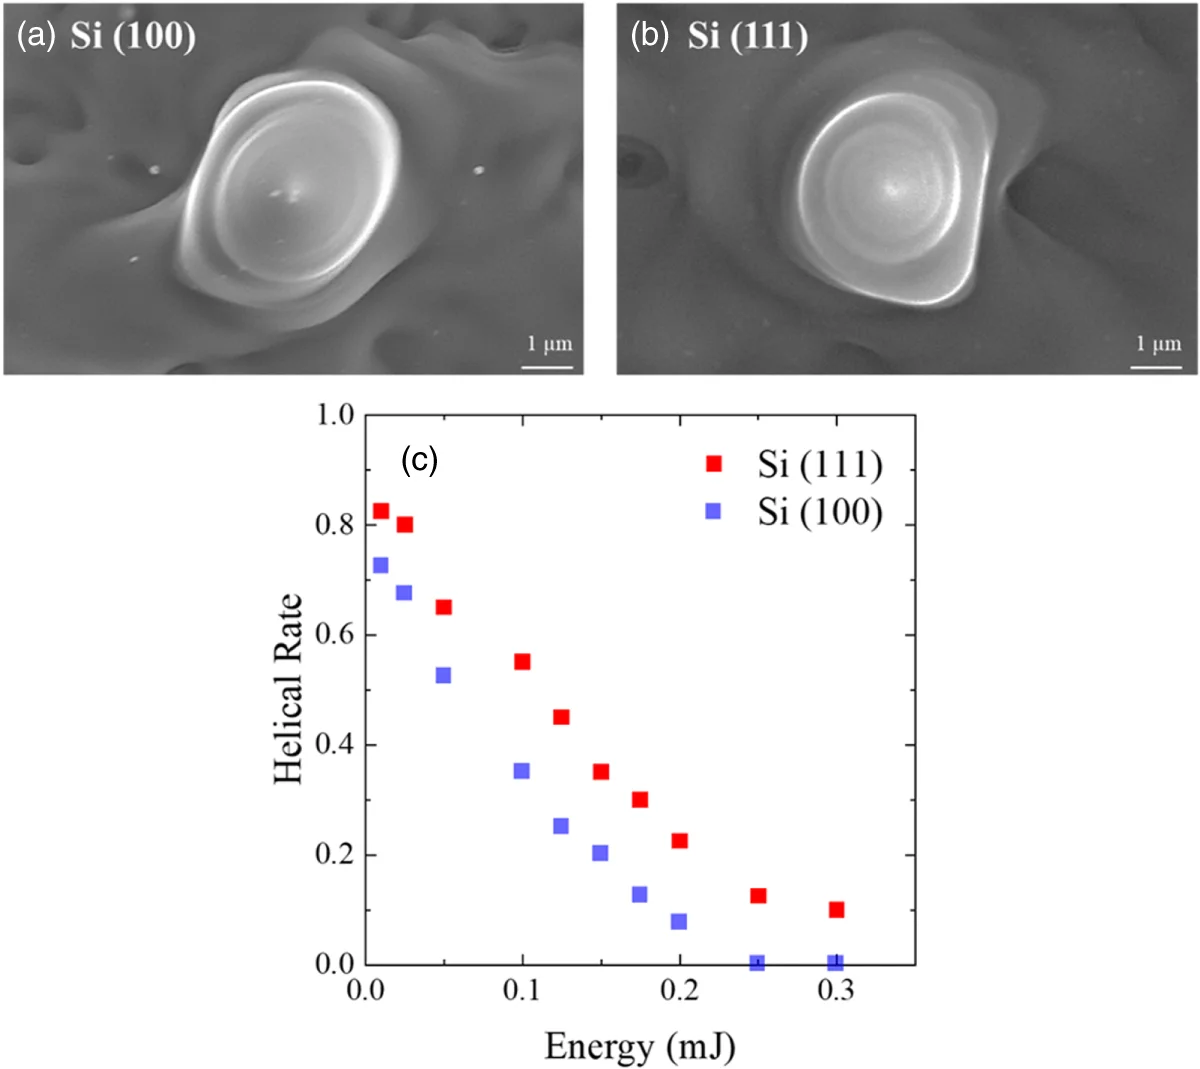 (a) Si (100)
1 μm
(b) Si (111)
1 μm
(c)
Si (111)
Si (100)
1.0
0.8
0.6
0.4
0.2
0.0
Helical Rate
0.0 0.1 0.2 0.3
Energy (mJ)